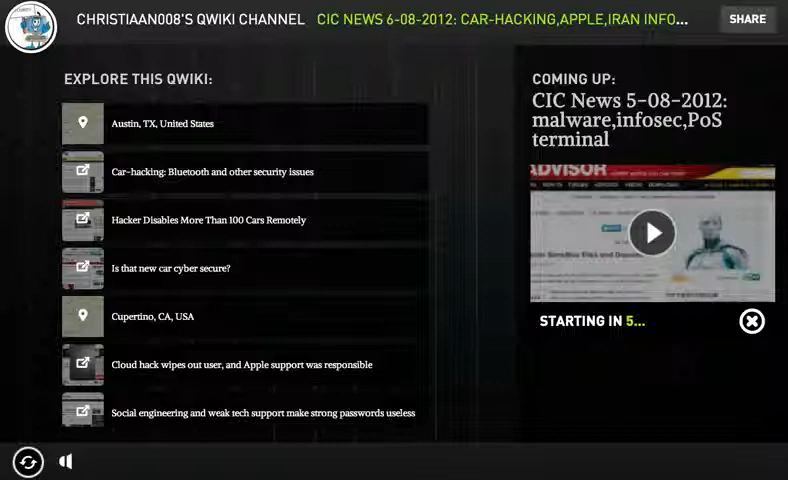 CHRISTIAAN008'S QWIKI CHANNEL
CIC NEWS 6-08-2012: CAR-HACKING,APPLE,IRAN INFO...
SHARE
EXPLORE THIS QWIKI:
Austin, TX, United States
Car-hacking: Bluetooth and other security issues
Hacker Disables More Than 100 Cars Remotely
Is that new car cyber secure?
Cupertino, CA, USA
Cloud hack wipes out user, and Apple support was responsible
Social engineering and weak tech support make strong passwords useless
COMING UP:
CIC News 5-08-2012:
malware,infosec,PoS
terminal
ADVISOR
STARTING IN 5...